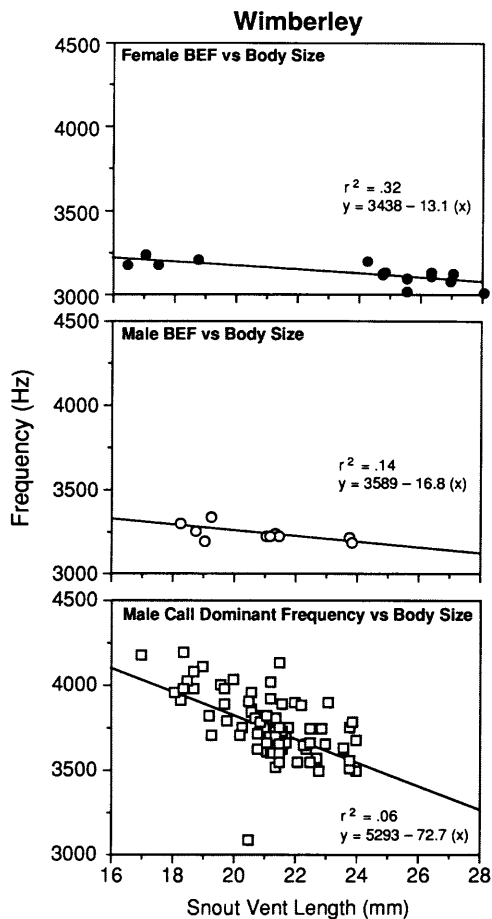 Wimberley
Female BEF vs Body Size
4500
4000
3500
3000
r² = .32
y = 3438 – 13.1 (x)
Male BEF vs Body Size
4500
4000
3500
3000
r² = .14
y = 3589 – 16.8 (x)
Frequency (Hz)
Male Call Dominant Frequency vs Body Size
4500
4000
3500
3000
r² = .06
y = 5293 – 72.7 (x)
16 18 20 22 24 26 28
Snout Vent Length (mm)